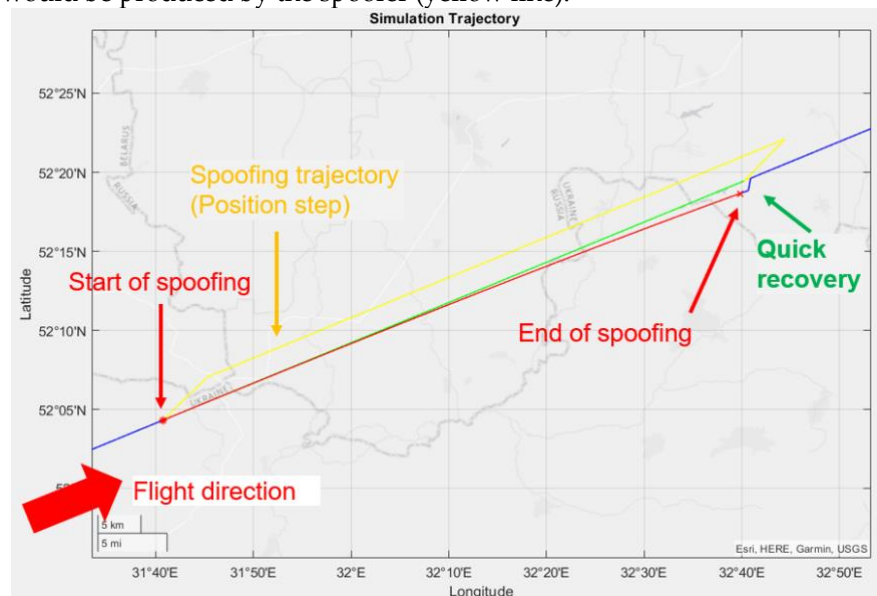 would be produced by the spoofer (yellow line).
Simulation Trajectory
52°25'N
52°20'N
52°15'N
52°10'N
52°05'N
Latitude
BELARUS
RUSSIA
UKRAINE
UKRAINE
RUSSIA
Spoofing trajectory
(Position step)
Start of spoofing
Quick
recovery
End of spoofing
Flight direction
5 km
5 mi
Esri, HERE, Garmin, USGS
31°40'E
31°50'E
32°E
32°10'E
32°20'E
32°30'E
32°40'E
32°50'E
Longitude